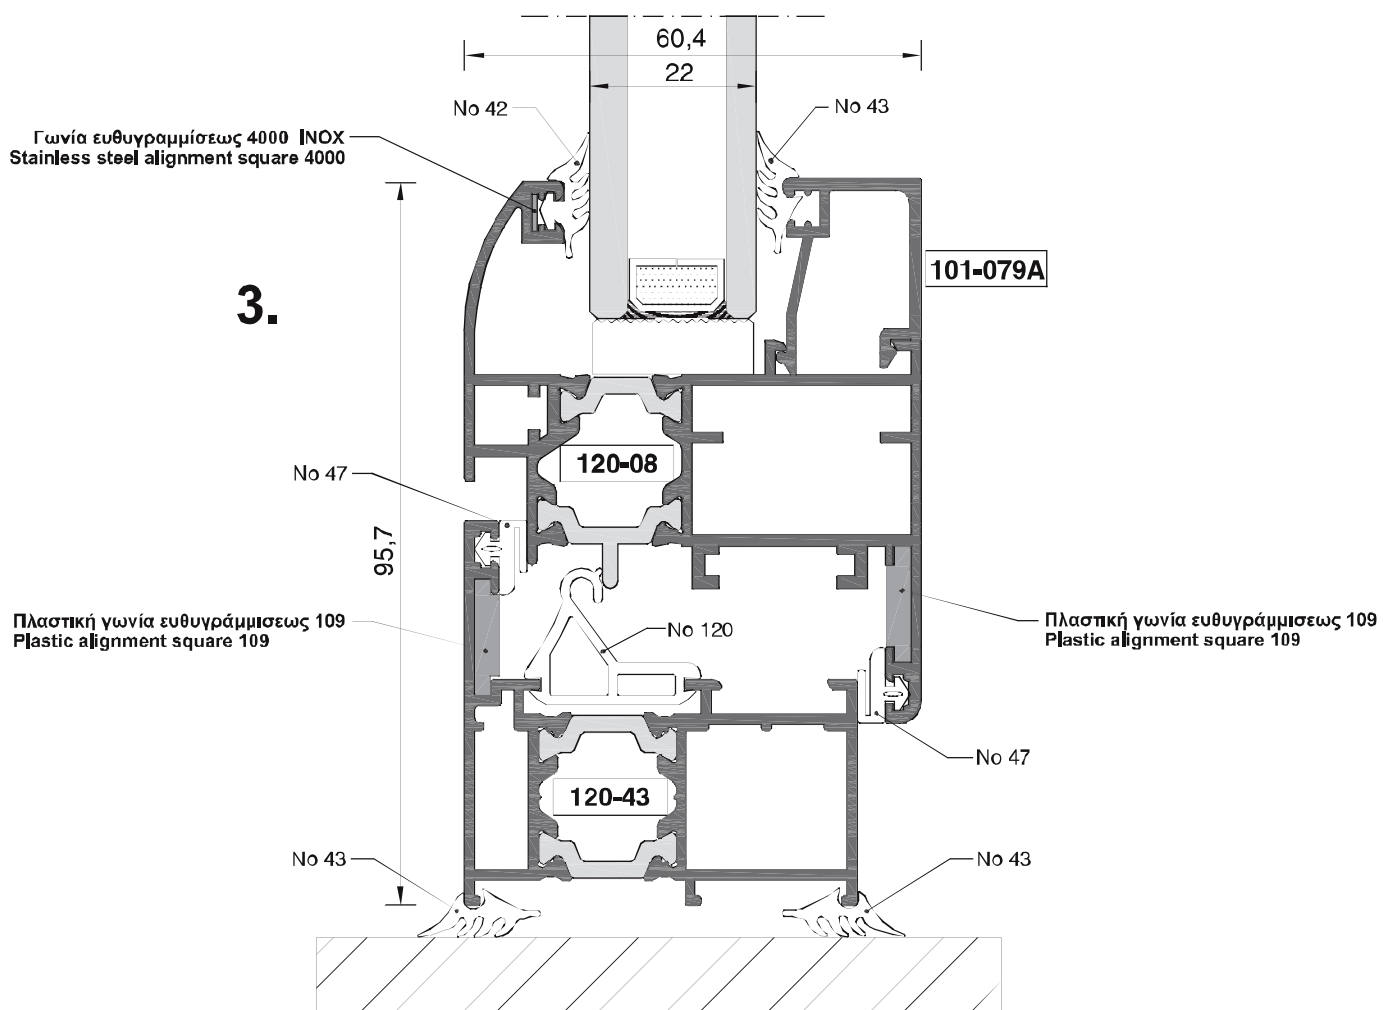 60,4
22
No 42
No 43
Γωνία ευθυγραμμίσεως 4000 INOX
Stainless steel alignment square 4000
101-079A
3.
120-08
No 47
95,7
Πλαστική γωνία ευθυγράμμισεως 109
Plastic alignment square 109
No 120
Πλαστική γωνία ευθυγράμμισεως 109
Plastic alignment square 109
No 47
120-43
No 43
No 43